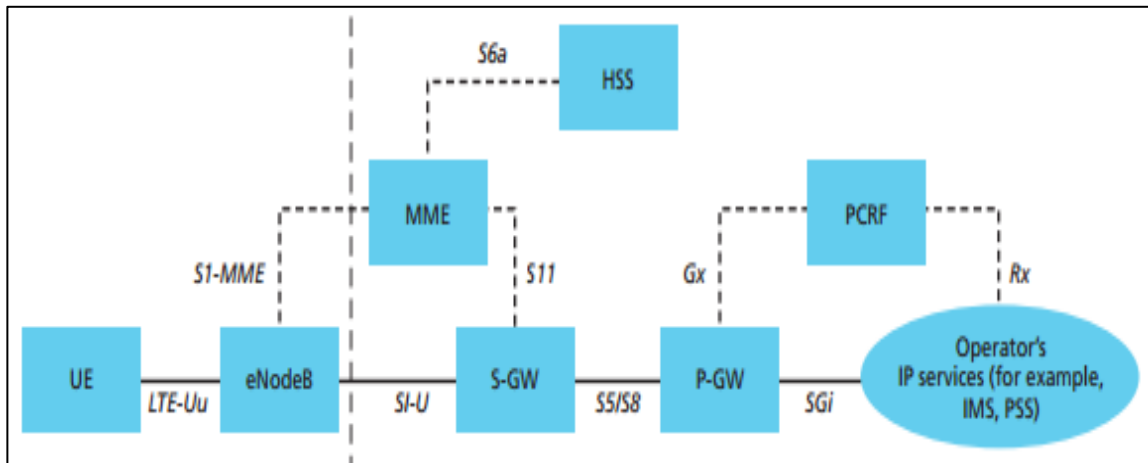 S6a
HSS
MME
PCRF
S1-MME
S11
Gx
Rx
UE
eNodeB
S-GW
P-GW
Operator's
IP services (for example,
IMS, PSS)
LTE-Uu
SI-U
S5/S8
SGi